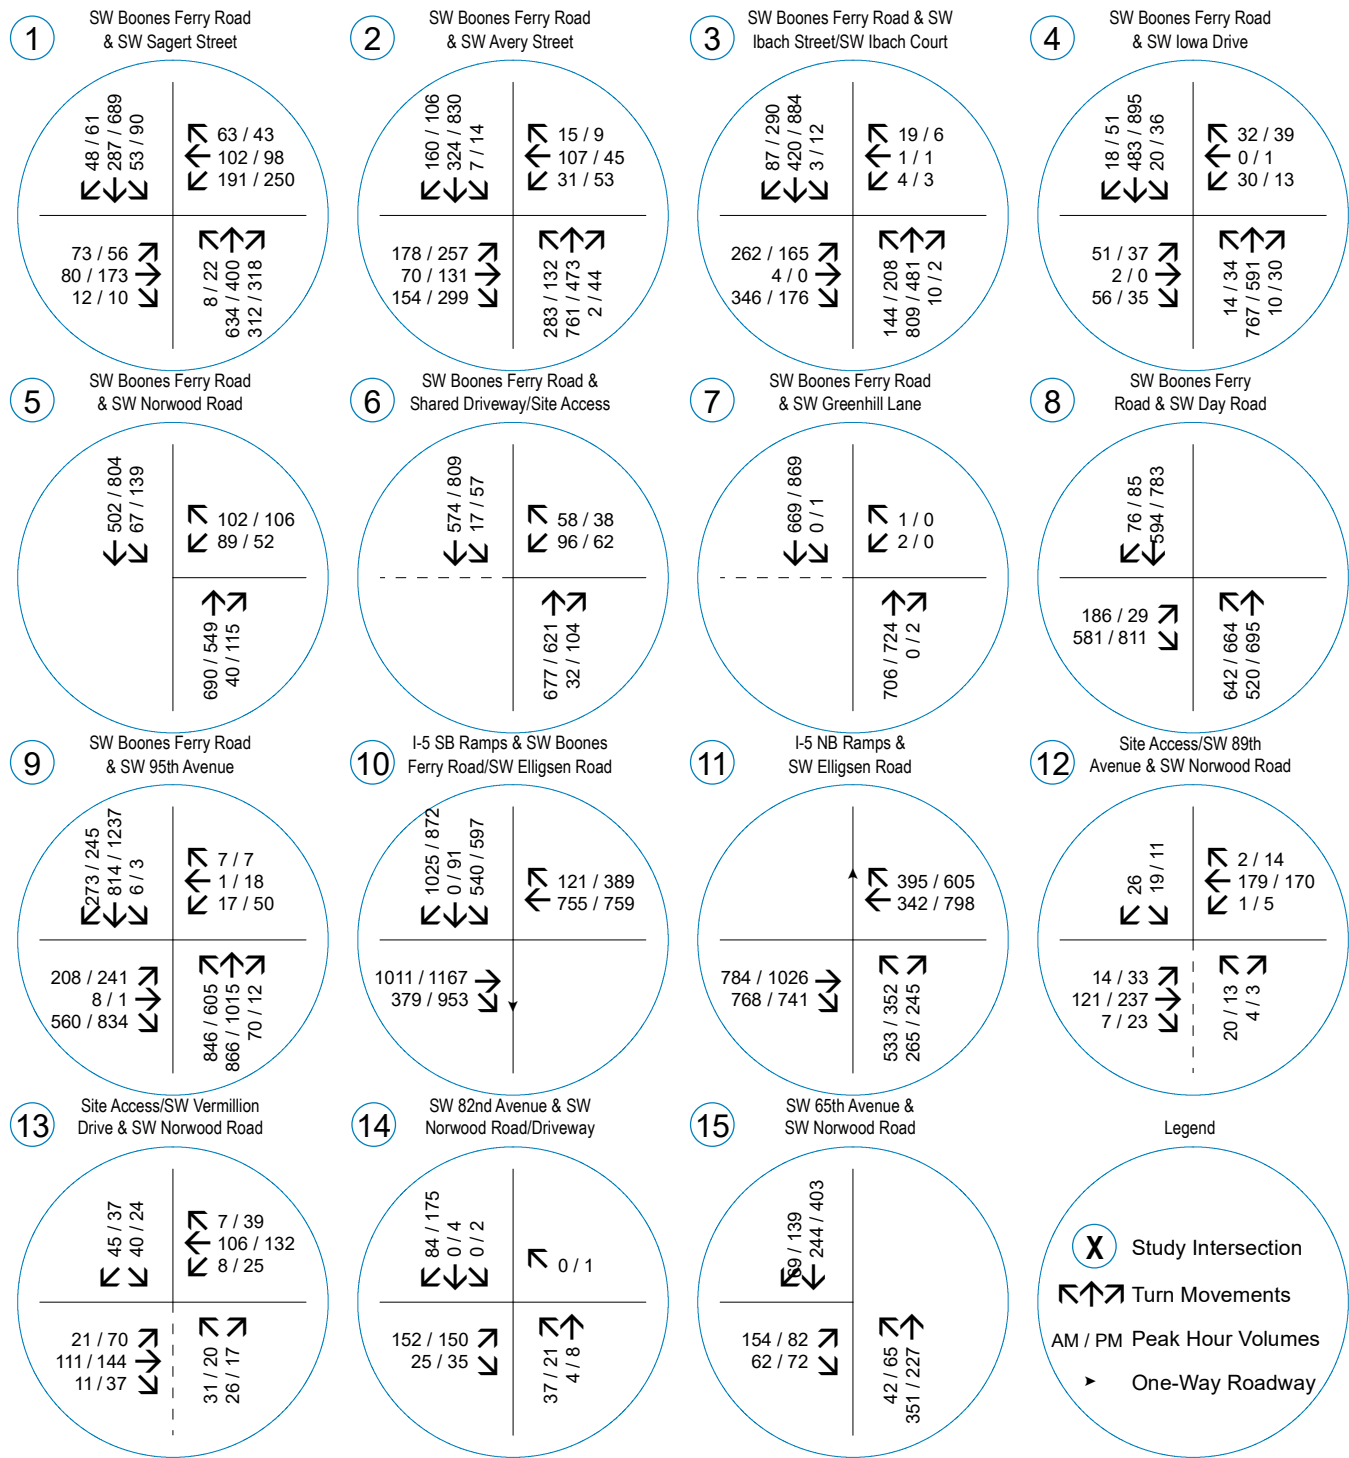 1
SW Boones Ferry Road
& SW Sagert Street
48 / 61
287 / 689
53 / 90
63 / 43
102 / 98
191 / 250
73 / 56
80 / 173
12 / 10
8 / 22
634 / 400
312 / 318
2
SW Boones Ferry Road
& SW Avery Street
160 / 106
324 / 830
7 / 14
15 / 9
107 / 45
31 / 53
178 / 257
70 / 131
154 / 299
283 / 132
761 / 473
2 / 44
3
SW Boones Ferry Road & SW
Ibach Street/SW Ibach Court
87 / 290
420 / 884
3 / 12
19 / 6
1 / 1
4 / 3
262 / 165
4 / 0
346 / 176
144 / 208
809 / 481
10 / 2
4
SW Boones Ferry Road
& SW Iowa Drive
18 / 51
483 / 895
20 / 36
32 / 39
0 / 1
30 / 13
51 / 37
2 / 0
56 / 35
14 / 34
767 / 591
10 / 30
5
SW Boones Ferry Road
& SW Norwood Road
502 / 804
67 / 139
102 / 106
89 / 52
690 / 549
40 / 115
6
SW Boones Ferry Road &
Shared Driveway/Site Access
574 / 809
17 / 57
58 / 38
96 / 62
677 / 621
32 / 104
7
SW Boones Ferry Road
& SW Greenhill Lane
669 / 869
0 / 1
1 / 0
2 / 0
706 / 724
0 / 2
8
SW Boones Ferry
Road & SW Day Road
76 / 85
594 / 783
186 / 29
581 / 811
642 / 664
520 / 695
9
SW Boones Ferry Road
& SW 95th Avenue
273 / 245
814 / 1237
6 / 3
7 / 7
1 / 18
17 / 50
208 / 241
8 / 1
560 / 834
846 / 605
866 / 1015
70 / 12
10
I-5 SB Ramps & SW Boones
Ferry Road/SW Elligsen Road
1025 / 872
0 / 91
540 / 597
121 / 389
755 / 759
1011 / 1167
379 / 953
11
I-5 NB Ramps &
SW Elligsen Road
395 / 605
342 / 798
784 / 1026
768 / 741
533 / 352
265 / 245
12
Site Access/SW 89th
Avenue & SW Norwood Road
26
19 / 11
2 / 14
179 / 170
1 / 5
14 / 33
121 / 237
7 / 23
20 / 13
4 / 3
13
Site Access/SW Vermillion
Drive & SW Norwood Road
45 / 37
40 / 24
7 / 39
106 / 132
8 / 25
21 / 70
111 / 144
11 / 37
31 / 20
26 / 17
14
SW 82nd Avenue & SW
Norwood Road/Driveway
84 / 175
0 / 4
0 / 2
0 / 1
152 / 150
25 / 35
37 / 21
4 / 8
15
SW 65th Avenue &
SW Norwood Road
/ 139
244 / 403
154 / 82
62 / 72
42 / 65
351 / 227
Legend
X Study Intersection
Turn Movements
AM / PM Peak Hour Volumes
One-Way Roadway